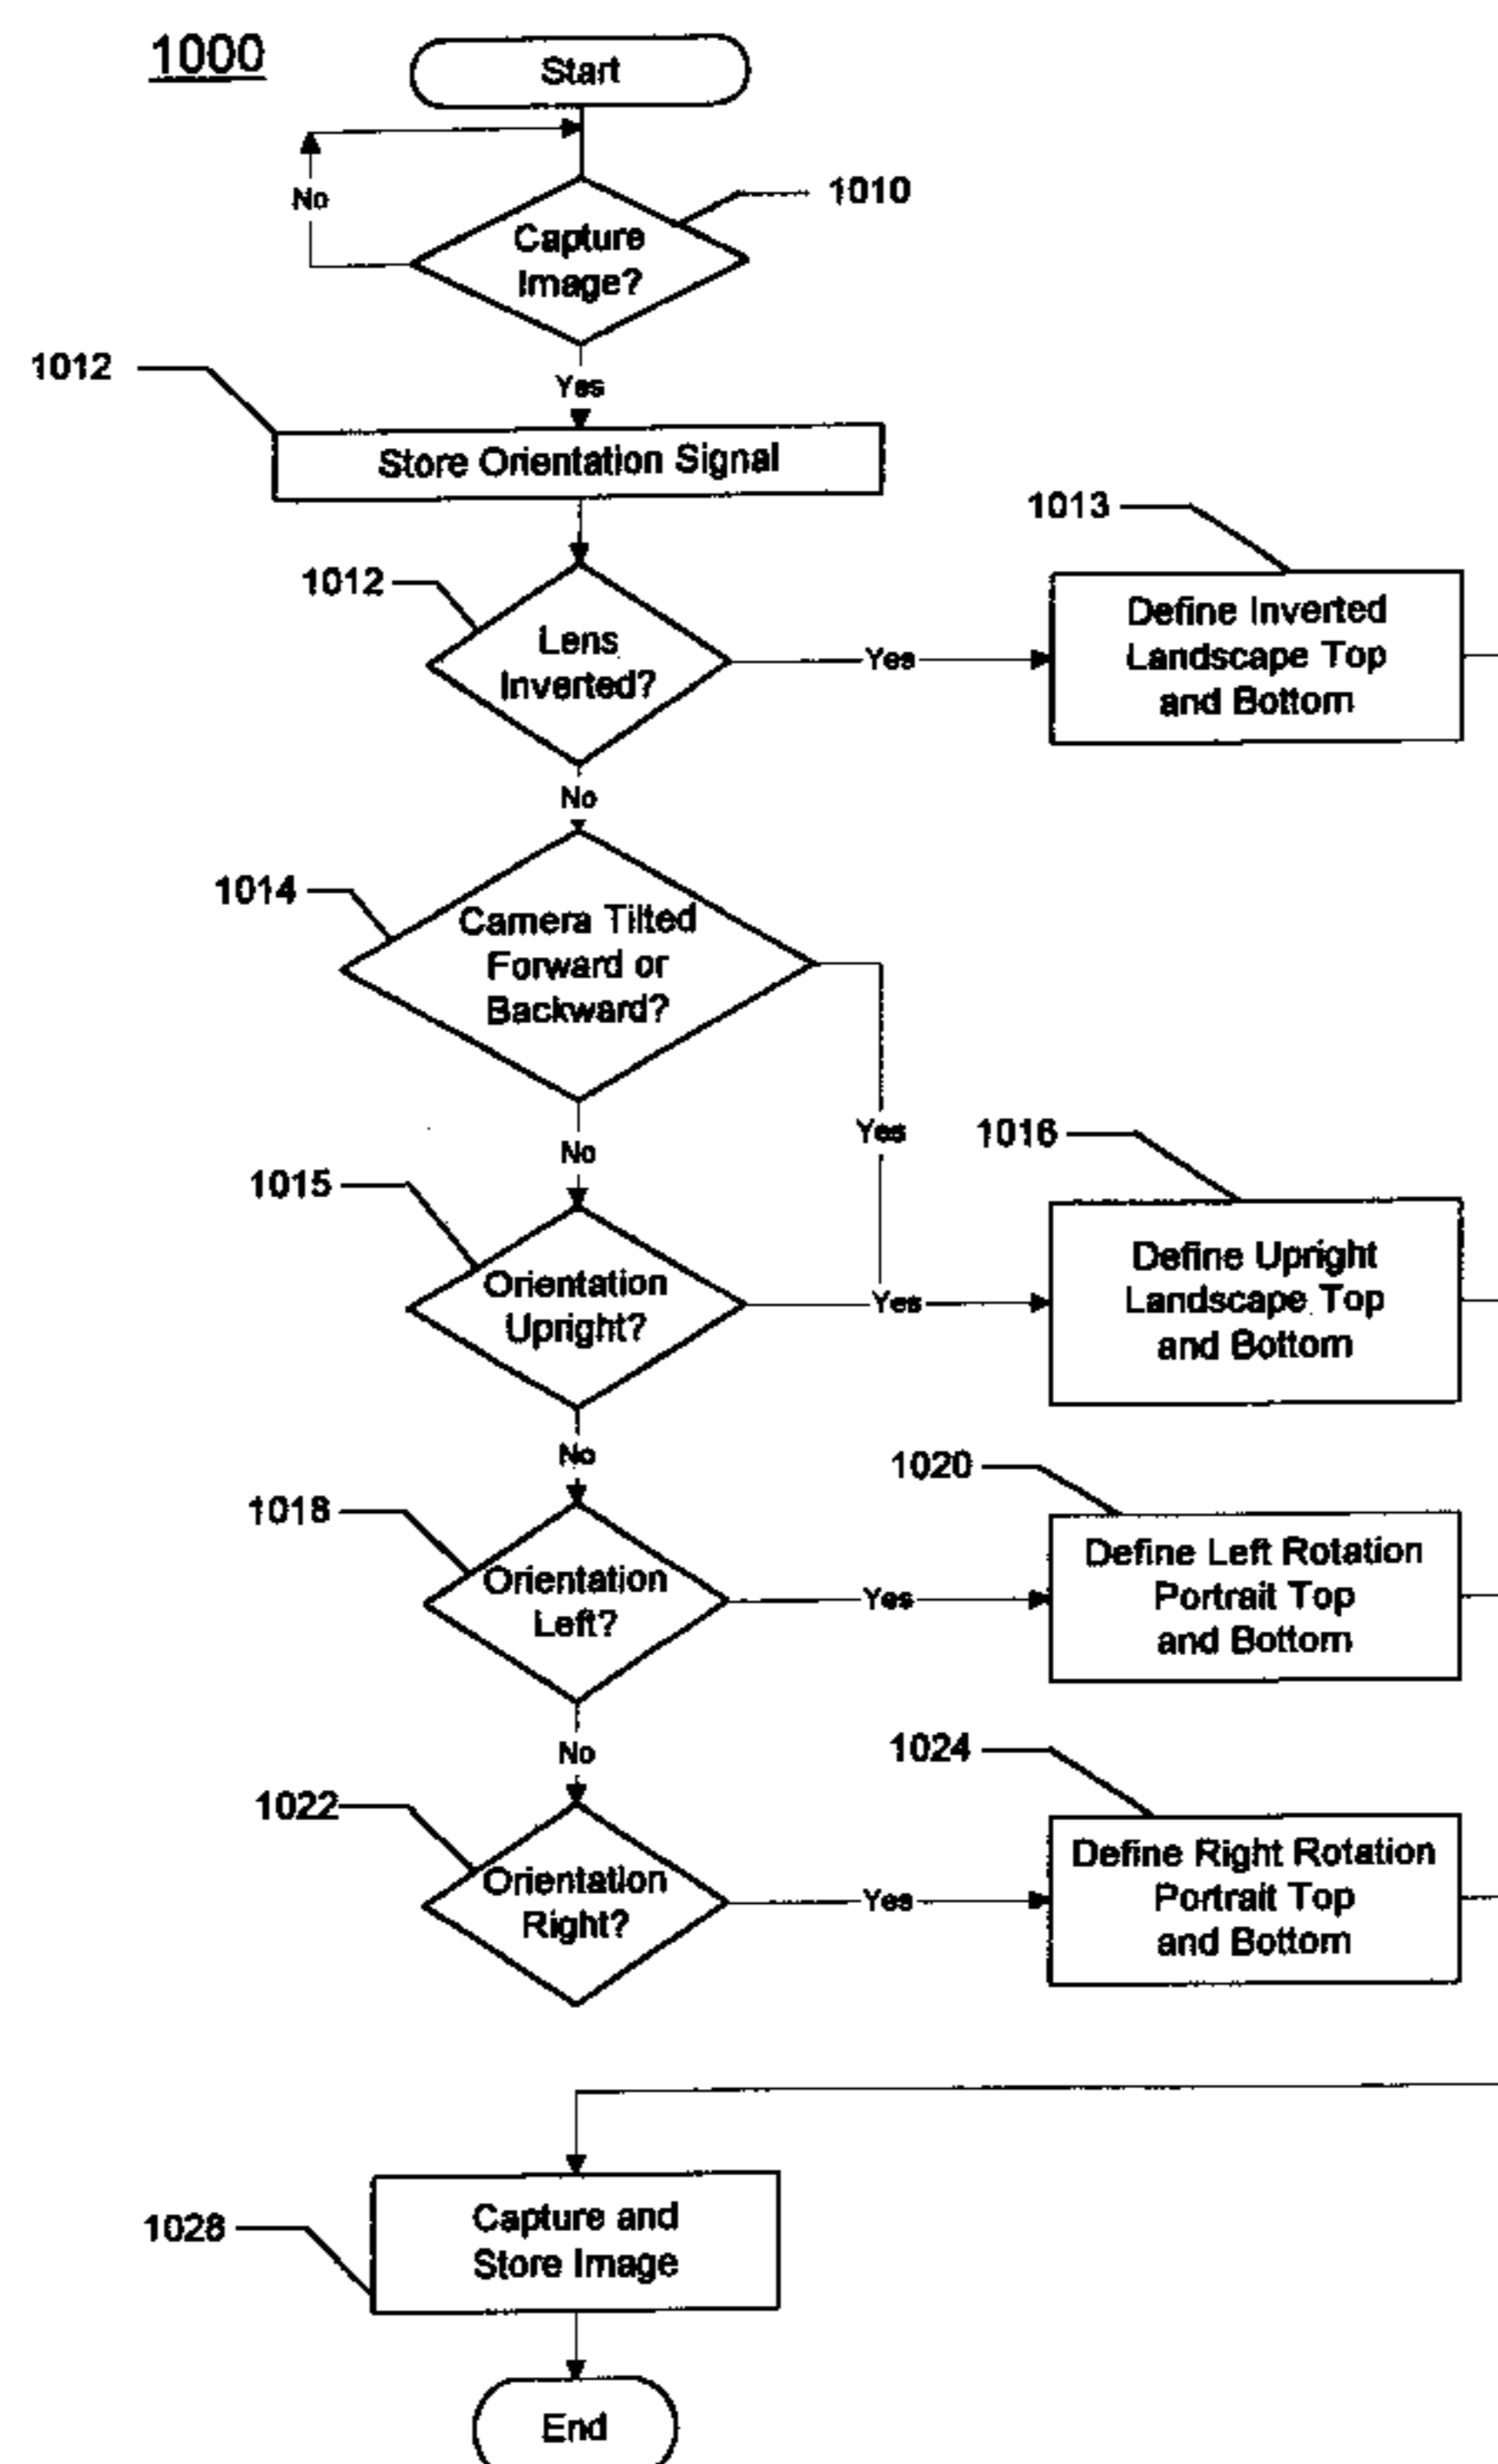 1000
Start
No
1010
Capture
Image?
1012
Yes
Store Orientation Signal
1013
1012
Lens
Inverted?
Yes
Define Inverted
Landscape Top
and Bottom
No
1014
Camera Tilted
Forward or
Backward?
Yes
1016
No
1015
Orientation
Upright?
Yes
Define Upright
Landscape Top
and Bottom
No
1020
1018
Orientation
Left?
Yes
Define Left Rotation
Portrait Top
and Bottom
No
1024
1022
Orientation
Right?
Yes
Define Right Rotation
Portrait Top
and Bottom
1028
Capture and
Store Image
End